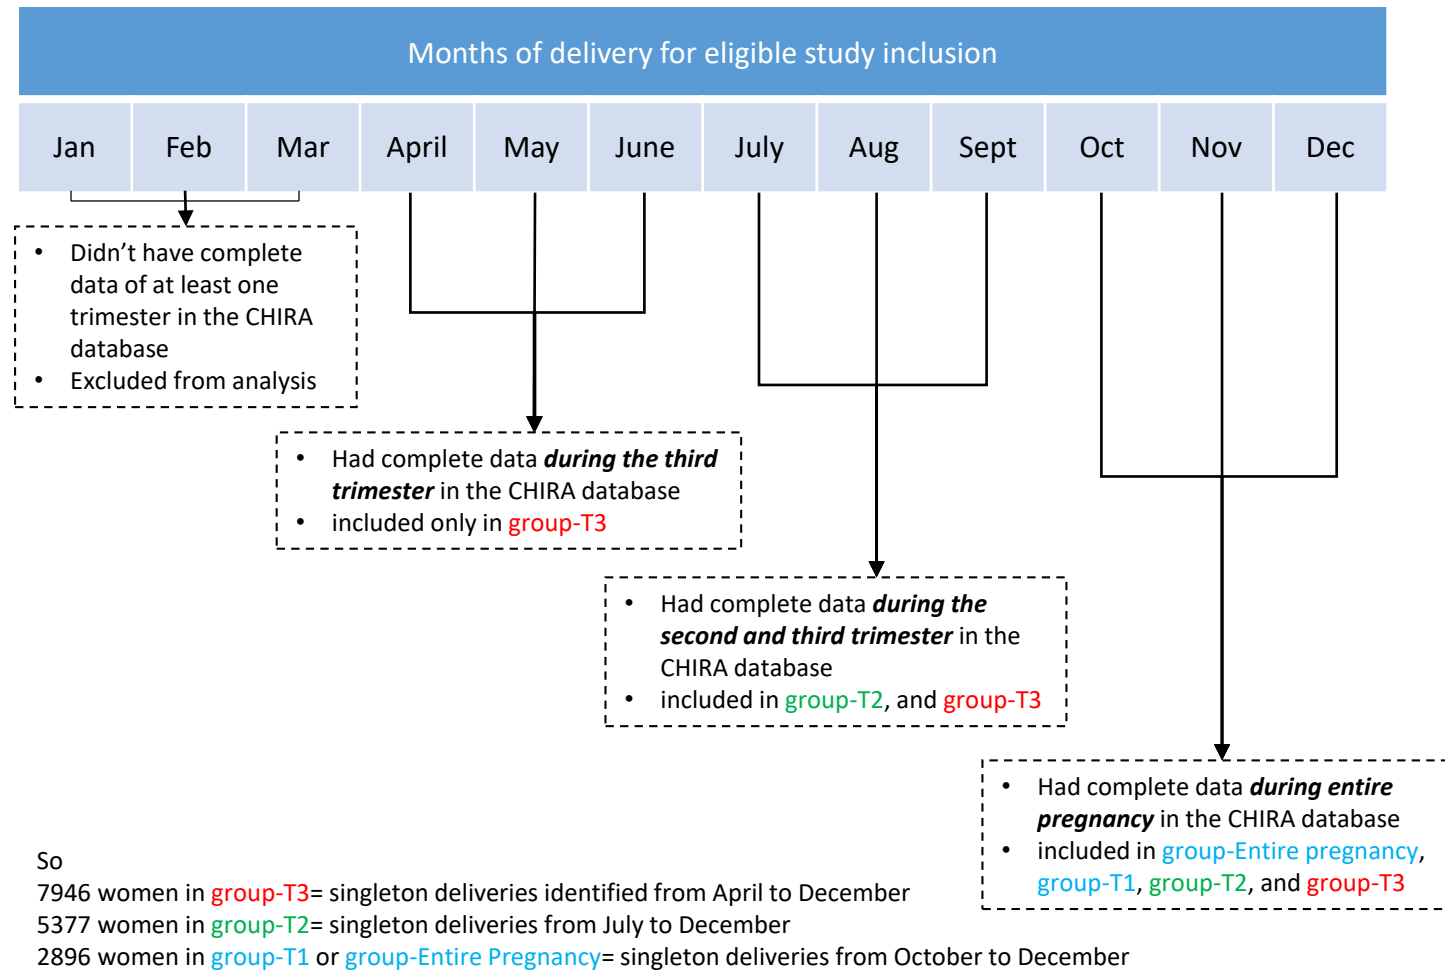 Months of delivery for eligible study inclusion
Jan Feb Mar April May June July Aug Sept Oct Nov Dec
• Didn’t have complete
data of at least one
trimester in the CHIRA
database
• Excluded from analysis
• Had complete data during the third
trimester in the CHIRA database
• included only in group-T3
• Had complete data during the
second and third trimester in the
CHIRA database
• included in group-T2, and group-T3
• Had complete data during entire
pregnancy in the CHIRA database
• included in group-Entire pregnancy,
group-T1, group-T2, and group-T3
So
7946 women in group-T3= singleton deliveries identified from April to December
5377 women in group-T2= singleton deliveries from July to December
2896 women in group-T1 or group-Entire Pregnancy= singleton deliveries from October to December